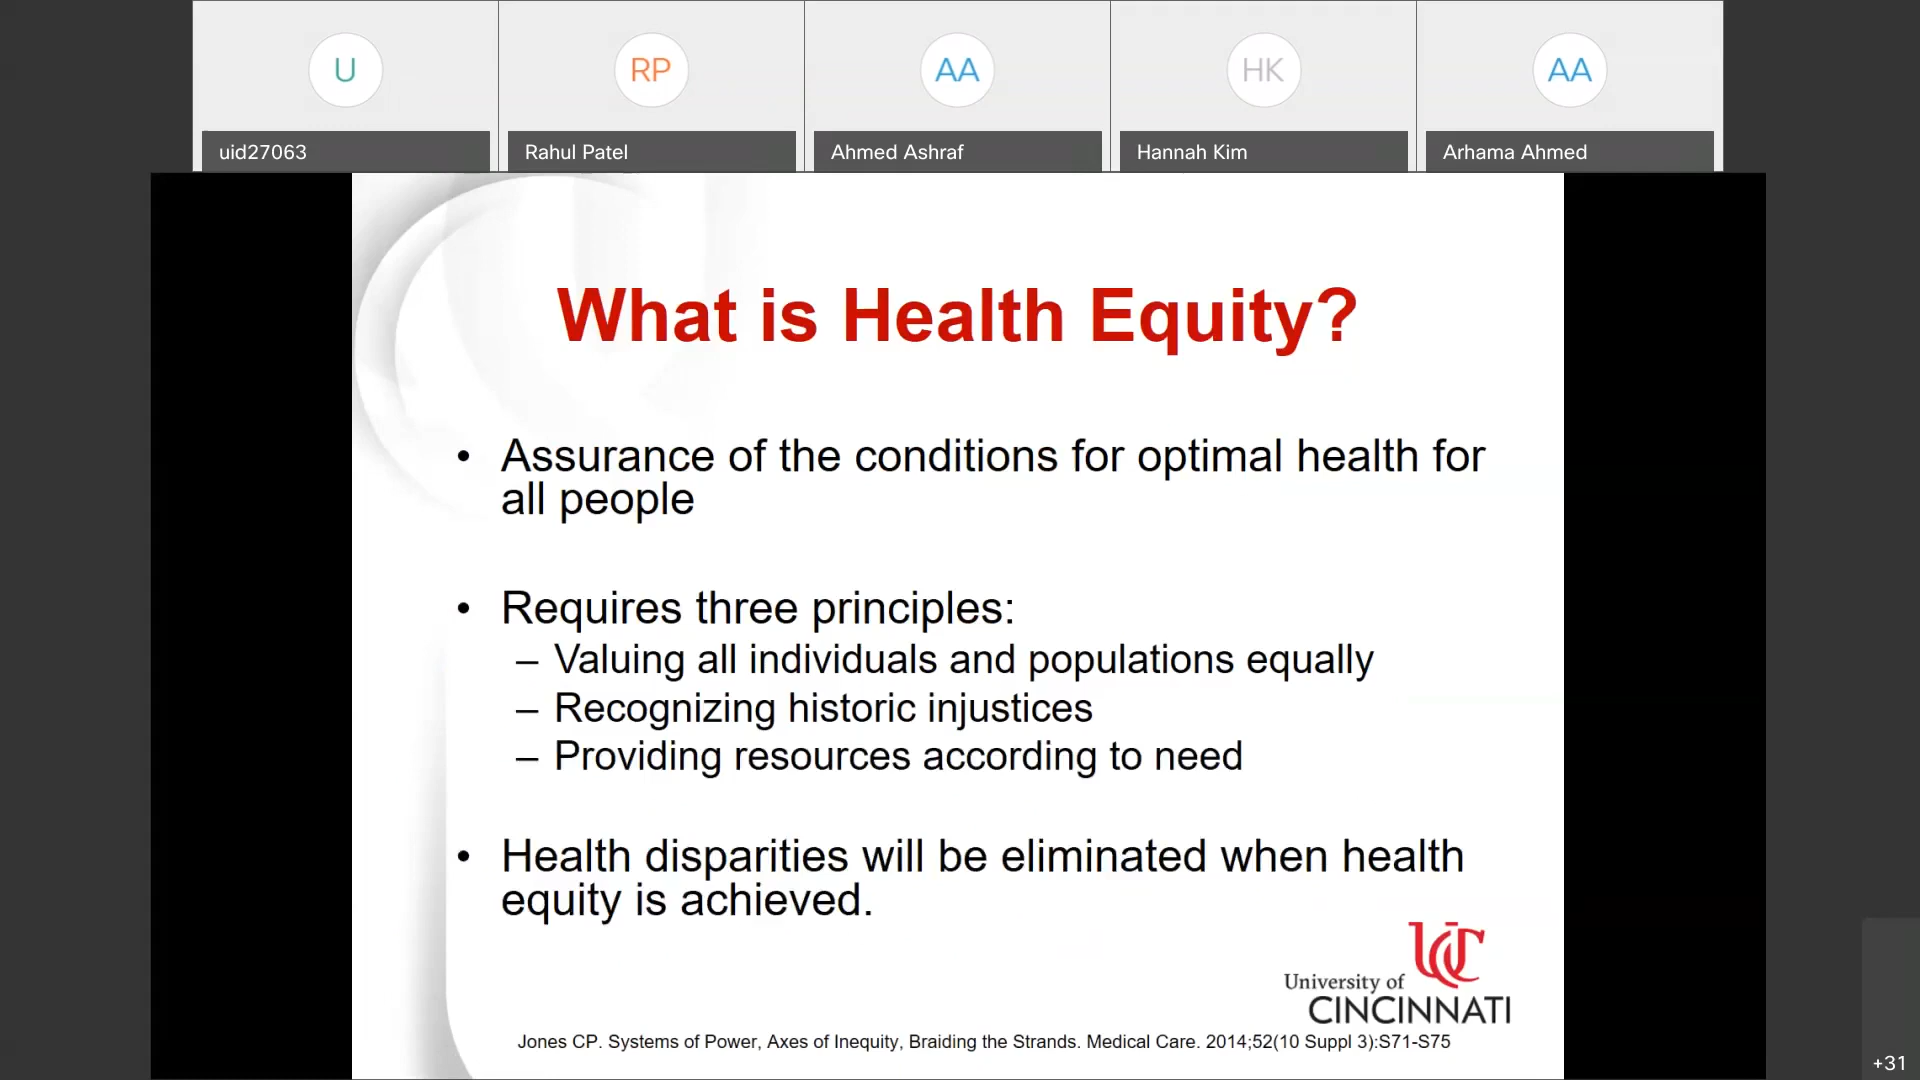 U
RP
AA
HK
AA
uid27063
Rahul Patel
Ahmed Ashraf
Hannah Kim
Arhama Ahmed
What is Health Equity?
• Assurance of the conditions for optimal health for
all people
• Requires three principles:
– Valuing all individuals and populations equally
– Recognizing historic injustices
– Providing resources according to need
• Health disparities will be eliminated when health
equity is achieved.
UC
University of
CINCINNATI
Jones CP. Systems of Power, Axes of Inequity, Braiding the Strands. Medical Care. 2014;52(10 Suppl 3):S71-S75
+31